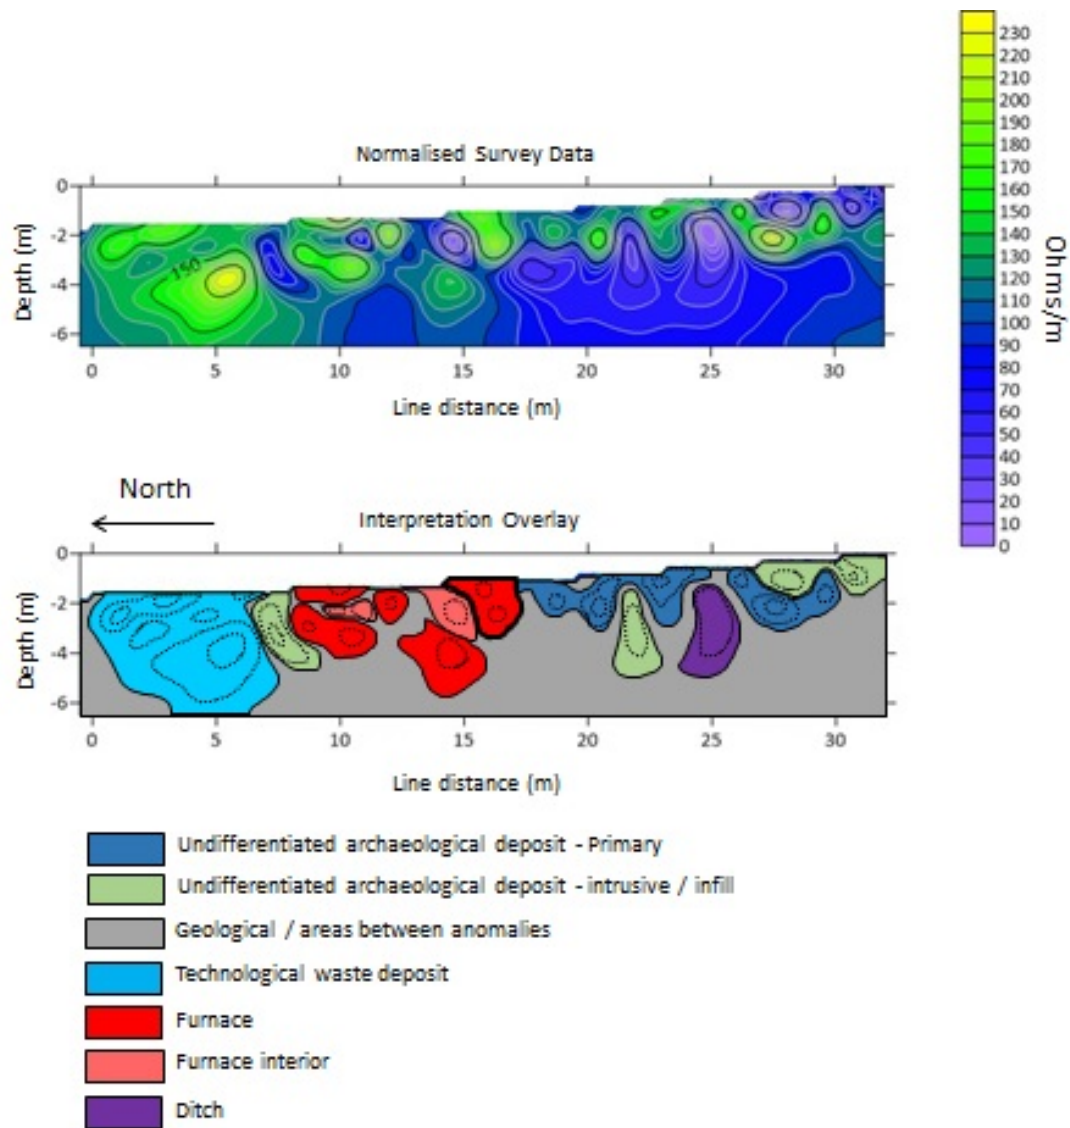 Normalised Survey Data
0
-2
-4
-6
Depth (m)
150
0 5 10 15 20 25 30
Line distance (m)
230
220
210
200
190
180
170
160
150
140
130
120
110
100
90
80
70
60
50
40
30
20
10
0
Ohms/m
North
Interpretation Overlay
0
-2
-4
-6
Depth (m)
0 5 10 15 20 25 30
Line distance (m)
Undifferentiated archaeological deposit - Primary
Undifferentiated archaeological deposit - intrusive / infill
Geological / areas between anomalies
Technological waste deposit
Furnace
Furnace interior
Ditch